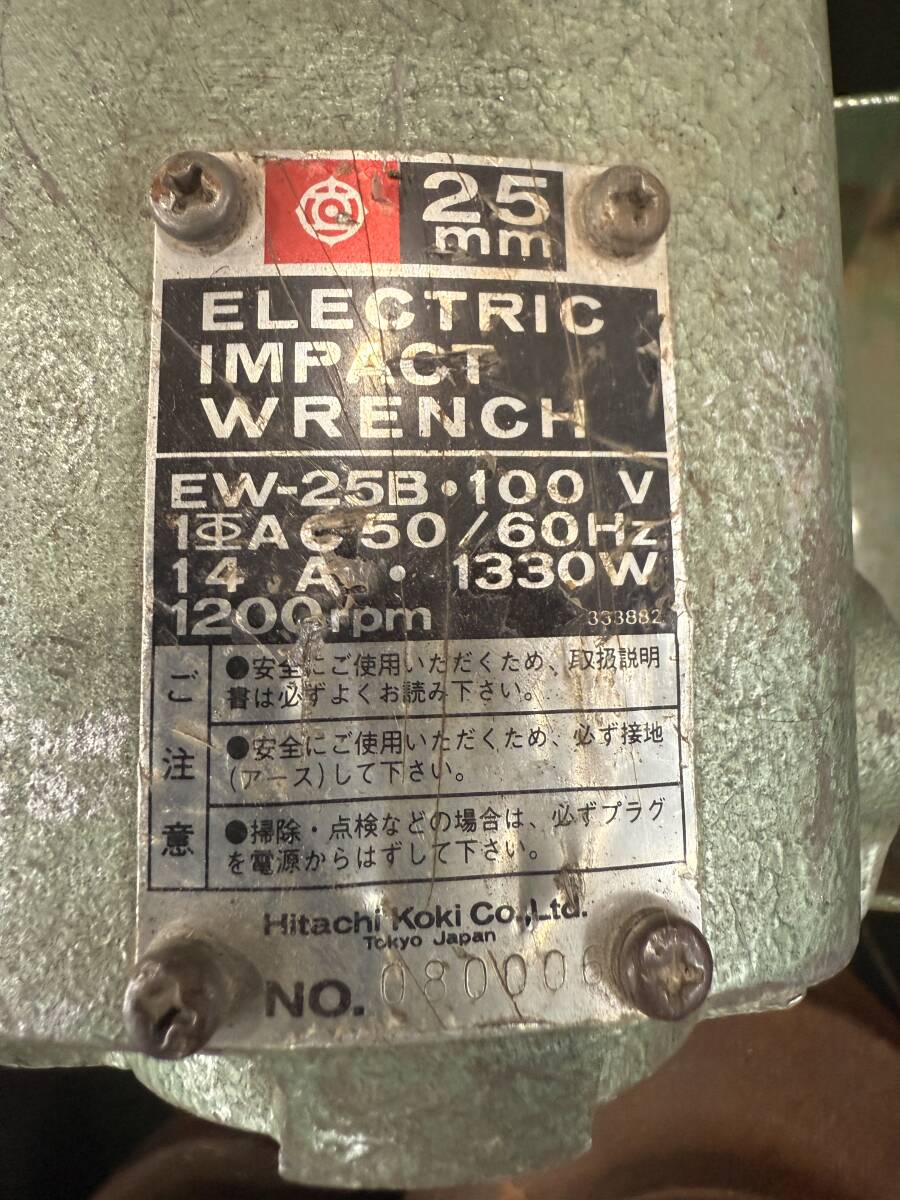 25
mm
ELECTRIC
IMPACT
WRENCH
EW-25B・100 V
1ΦAC 50/60Hz
14 A・1330W
1200rpm 333882
ご注意
●安全にご使用いただくため、取扱説明
書は必ずよくお読み下さい。
●安全にご使用いただくため、必ず接地
(アース)して下さい。
●掃除・点検などの場合は、必ずプラグ
を電源からはずして下さい。
Hitachi Koki Co.,Ltd.
Tokyo Japan
NO. 080006